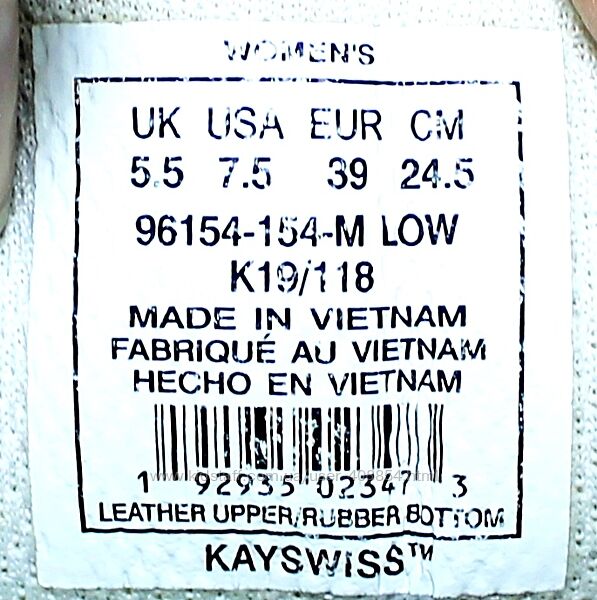 WOMEN'S
UK USA EUR CM
5.5 7.5 39 24.5
96154-154-M LOW
K19/118
MADE IN VIETNAM
FABRIQUÉ AU VIETNAM
HECHO EN VIETNAM
1 92935 02347 3
LEATHER UPPER/RUBBER BOTTOM
KAYSWISS™